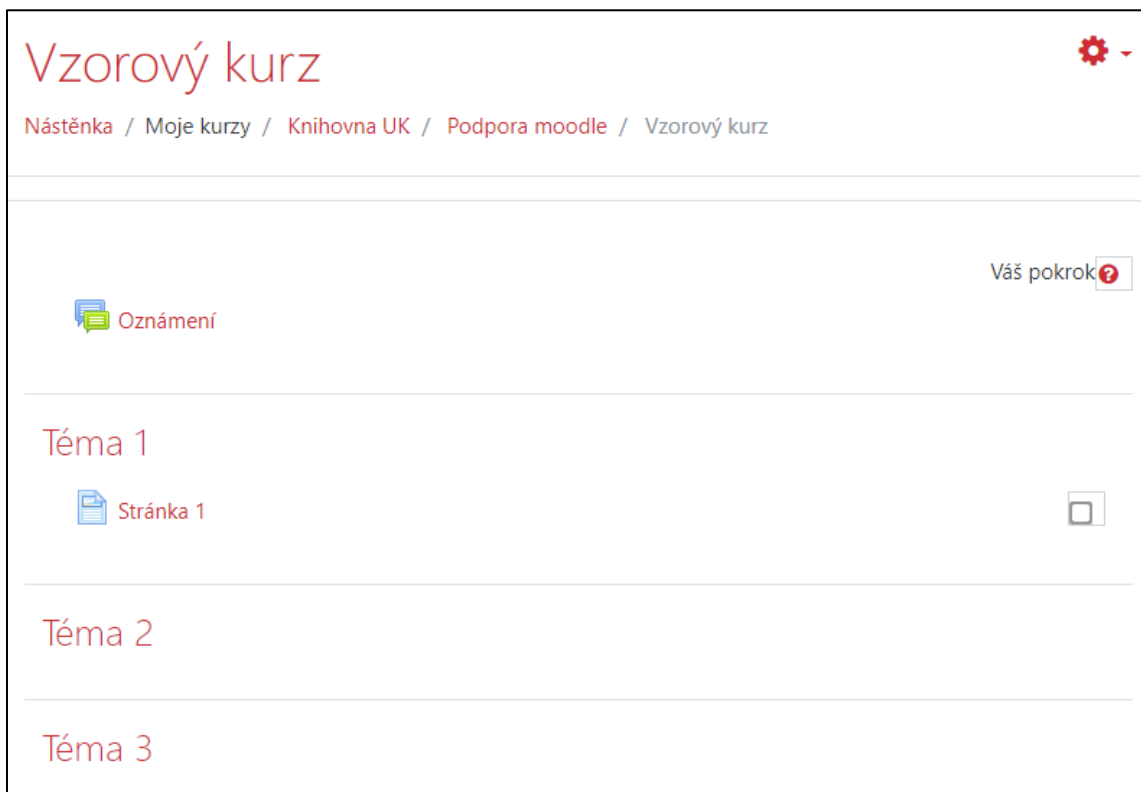 Vzorový kurz
Nástěnka / Moje kurzy / Knihovna UK / Podpora moodle / Vzorový kurz
Váš pokrok
Oznámení
Téma 1
Stránka 1
Téma 2
Téma 3